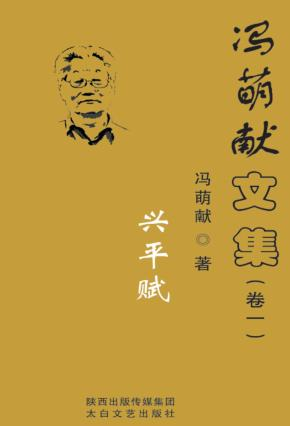 冯萌献文集(卷一)
冯萌献◎著
兴平赋
陕西出版传媒集团
太白文艺出版社